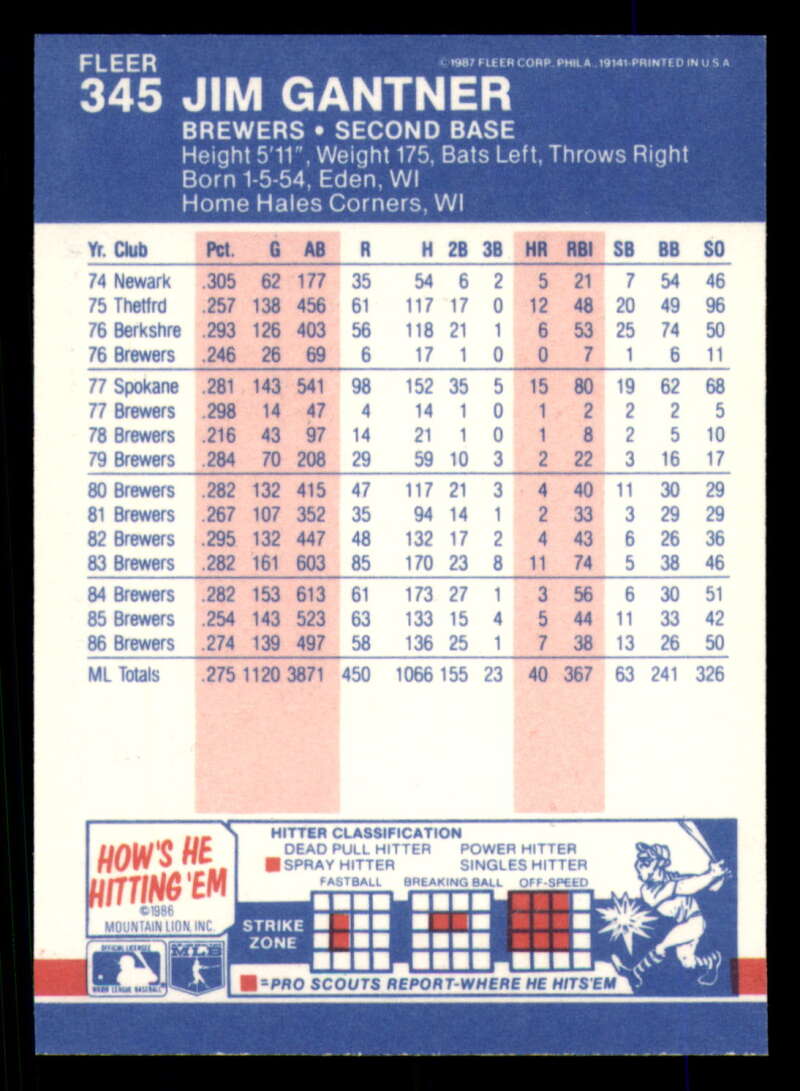 FLEER
345 JIM GANTNER
©1987 FLEER CORP., PHILA., 19141-PRINTED IN U.S.A.
BREWERS • SECOND BASE
Height 5'11", Weight 175, Bats Left, Throws Right
Born 1-5-54, Eden, WI
Home Hales Corners, WI
Yr. Club Pct. G AB R H 2B 3B HR RBI SB BB SO
74 Newark .305 62 177 35 54 6 2 5 21 7 54 46
75 Thetfrd .257 138 456 61 117 17 0 12 48 20 49 96
76 Berkshre .293 126 403 56 118 21 1 6 53 25 74 50
76 Brewers .246 26 69 6 17 1 0 0 7 1 6 11
77 Spokane .281 143 541 98 152 35 5 15 80 19 62 68
77 Brewers .298 14 47 4 14 1 0 1 2 2 2 5
78 Brewers .216 43 97 14 21 1 0 1 8 2 5 10
79 Brewers .284 70 208 29 59 10 3 2 22 3 16 17
80 Brewers .282 132 415 47 117 21 3 4 40 11 30 29
81 Brewers .267 107 352 35 94 14 1 2 33 3 29 29
82 Brewers .295 132 447 48 132 17 2 4 43 6 26 36
83 Brewers .282 161 603 85 170 23 8 11 74 5 38 46
84 Brewers .282 153 613 61 173 27 1 3 56 6 30 51
85 Brewers .254 143 523 63 133 15 4 5 44 11 33 42
86 Brewers .274 139 497 58 136 25 1 7 38 13 26 50
ML Totals .275 1120 3871 450 1066 155 23 40 367 63 241 326
HOW'S HE
HITTING 'EM
©1986
MOUNTAIN LION, INC.
OFFICIAL LICENSEE
MAJOR LEAGUE BASEBALL
MLB
HITTER CLASSIFICATION
DEAD PULL HITTER POWER HITTER
SPRAY HITTER SINGLES HITTER
FASTBALL BREAKING BALL OFF-SPEED
STRIKE
ZONE
=PRO SCOUTS REPORT-WHERE HE HITS'EM